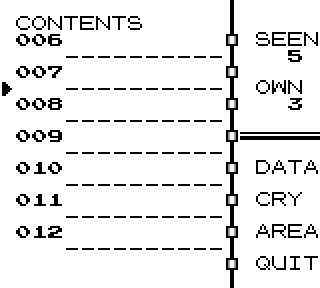 CONTENTS
006
----------
007
----------
008
----------
009
----------
010
----------
011
----------
012
----------
SEEN
5
OWN
3
DATA
CRY
AREA
QUIT